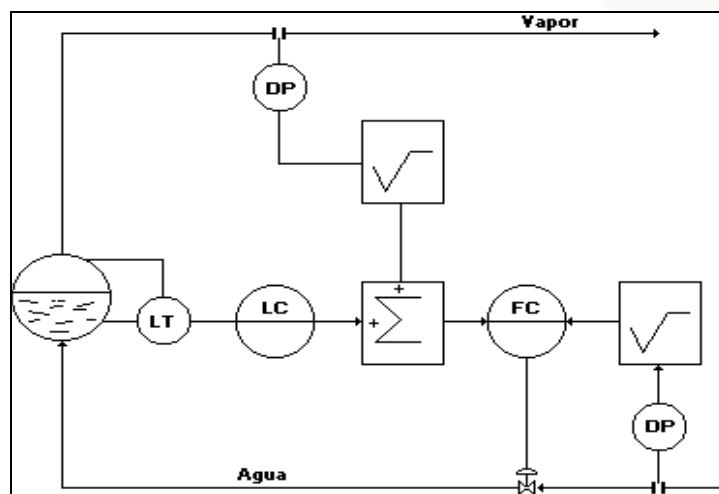 Vapor
DP
√
+
LT
LC
+ Σ
FC
√
DP
Agua